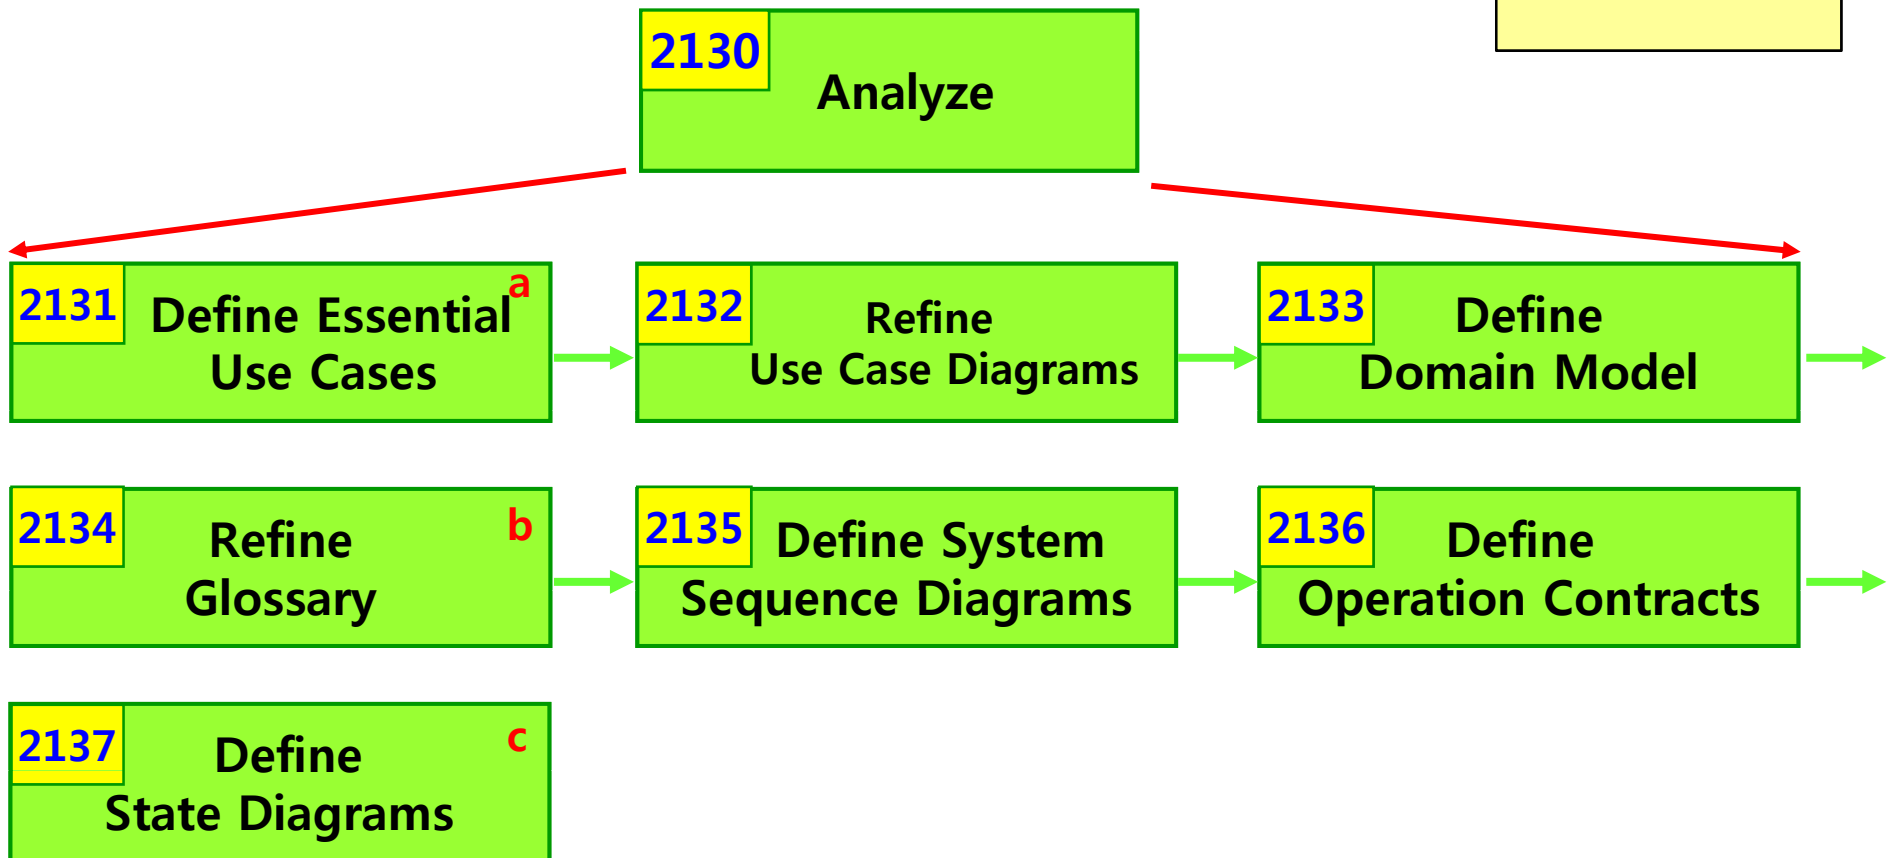 2130
Analyze
2131
a
Define Essential
Use Cases
2132
Refine
Use Case Diagrams
2133
Define
Domain Model
2134
b
Refine
Glossary
2135
Define System
Sequence Diagrams
2136
Define
Operation Contracts
2137
c
Define
State Diagrams